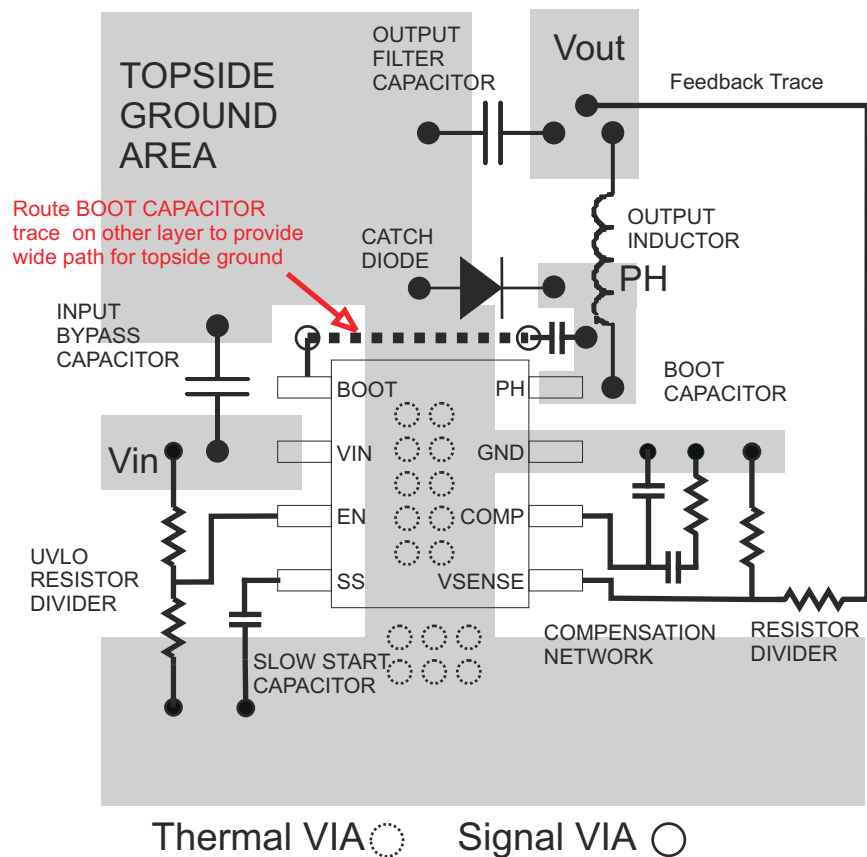 TOPSIDE
GROUND
AREA
OUTPUT
FILTER
CAPACITOR
Vout
Feedback Trace
Route BOOT CAPACITOR
trace on other layer to provide
wide path for topside ground
CATCH
DIODE
OUTPUT
INDUCTOR
PH
INPUT
BYPASS
CAPACITOR
BOOT
CAPACITOR
BOOT
PH
Vin
VIN
GND
EN
COMP
UVLO
RESISTOR
DIVIDER
SS
VSENSE
SLOW START
CAPACITOR
COMPENSATION
NETWORK
RESISTOR
DIVIDER
Thermal VIA
Signal VIA